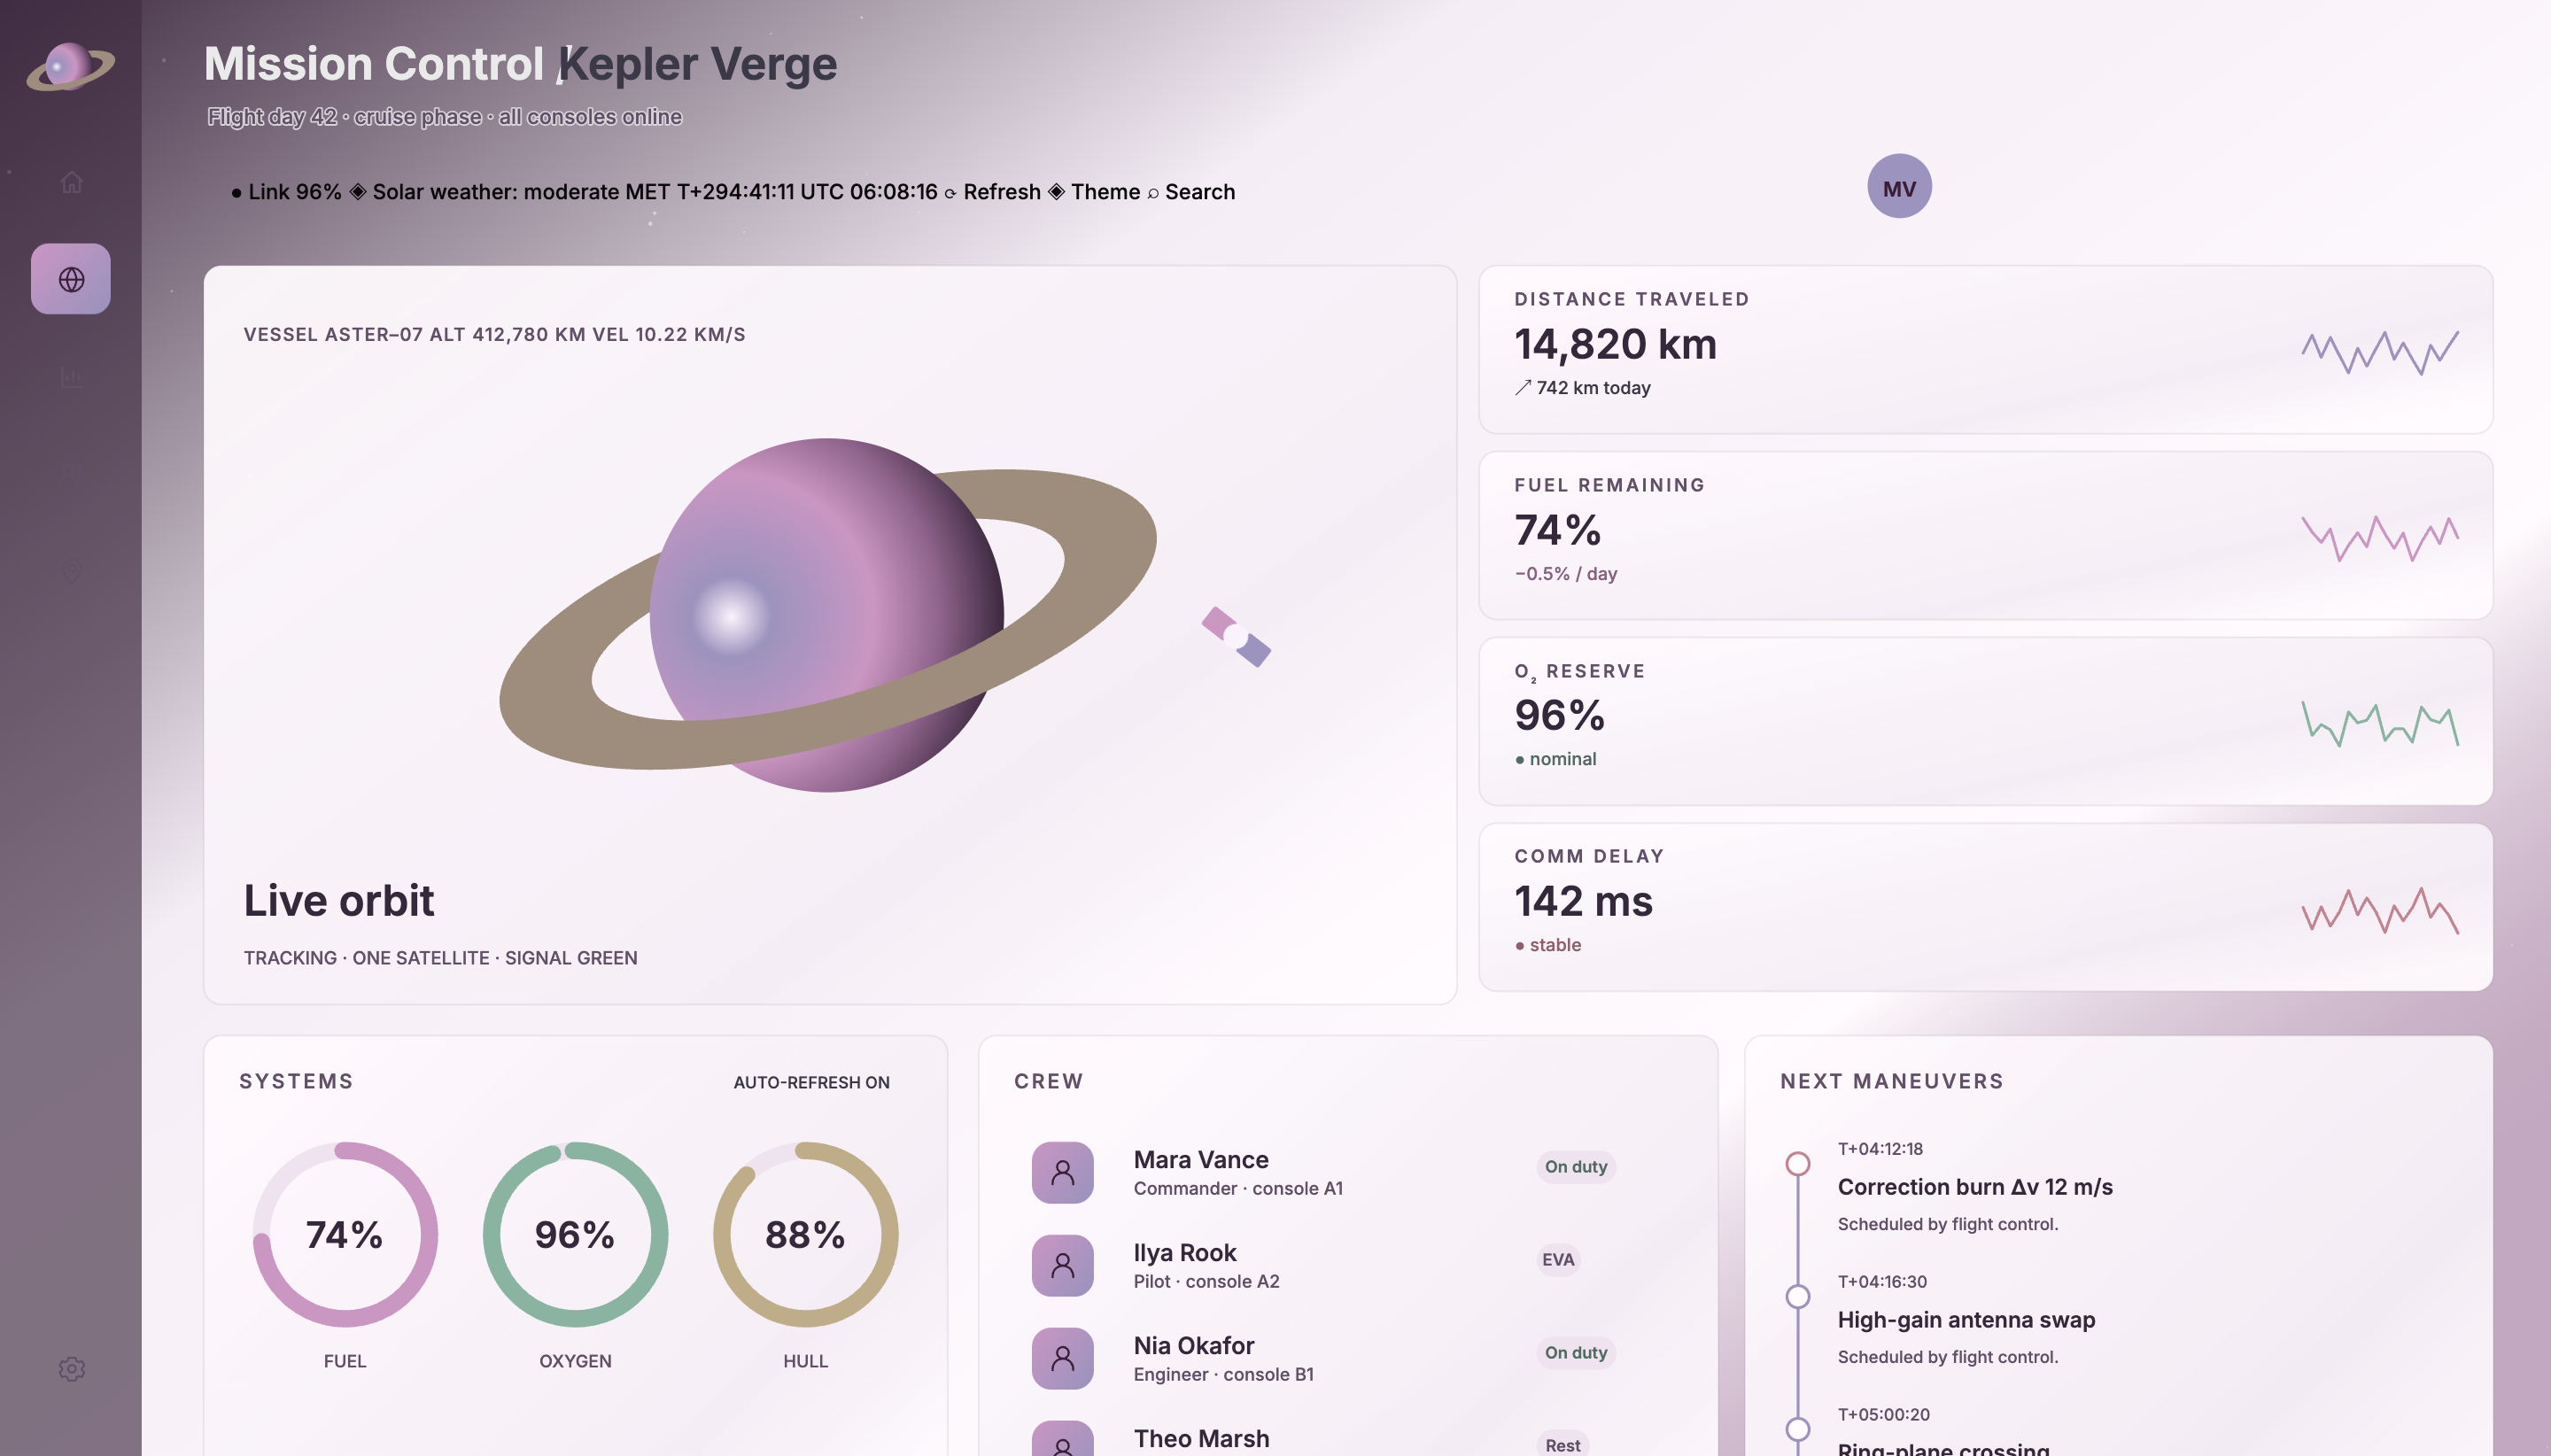 Mission Control / Kepler Verge
Flight day 42 · cruise phase · all consoles online
● Link 96% ◈ Solar weather: moderate MET T+294:41:11 UTC 06:08:16 ⟳ Refresh ◈ Theme ⌕ Search
MV
VESSEL ASTER–07 ALT 412,780 KM VEL 10.22 KM/S
Live orbit
TRACKING · ONE SATELLITE · SIGNAL GREEN
DISTANCE TRAVELED
14,820 km
↗ 742 km today
FUEL REMAINING
74%
−0.5% / day
O₂ RESERVE
96%
● nominal
COMM DELAY
142 ms
● stable
SYSTEMS
AUTO-REFRESH ON
74%
96%
88%
FUEL
OXYGEN
HULL
CREW
Mara Vance
Commander · console A1
On duty
Ilya Rook
Pilot · console A2
EVA
Nia Okafor
Engineer · console B1
On duty
Theo Marsh
Rest
NEXT MANEUVERS
T+04:12:18
Correction burn Δv 12 m/s
Scheduled by flight control.
T+04:16:30
High-gain antenna swap
Scheduled by flight control.
T+05:00:20
Ring-plane crossing